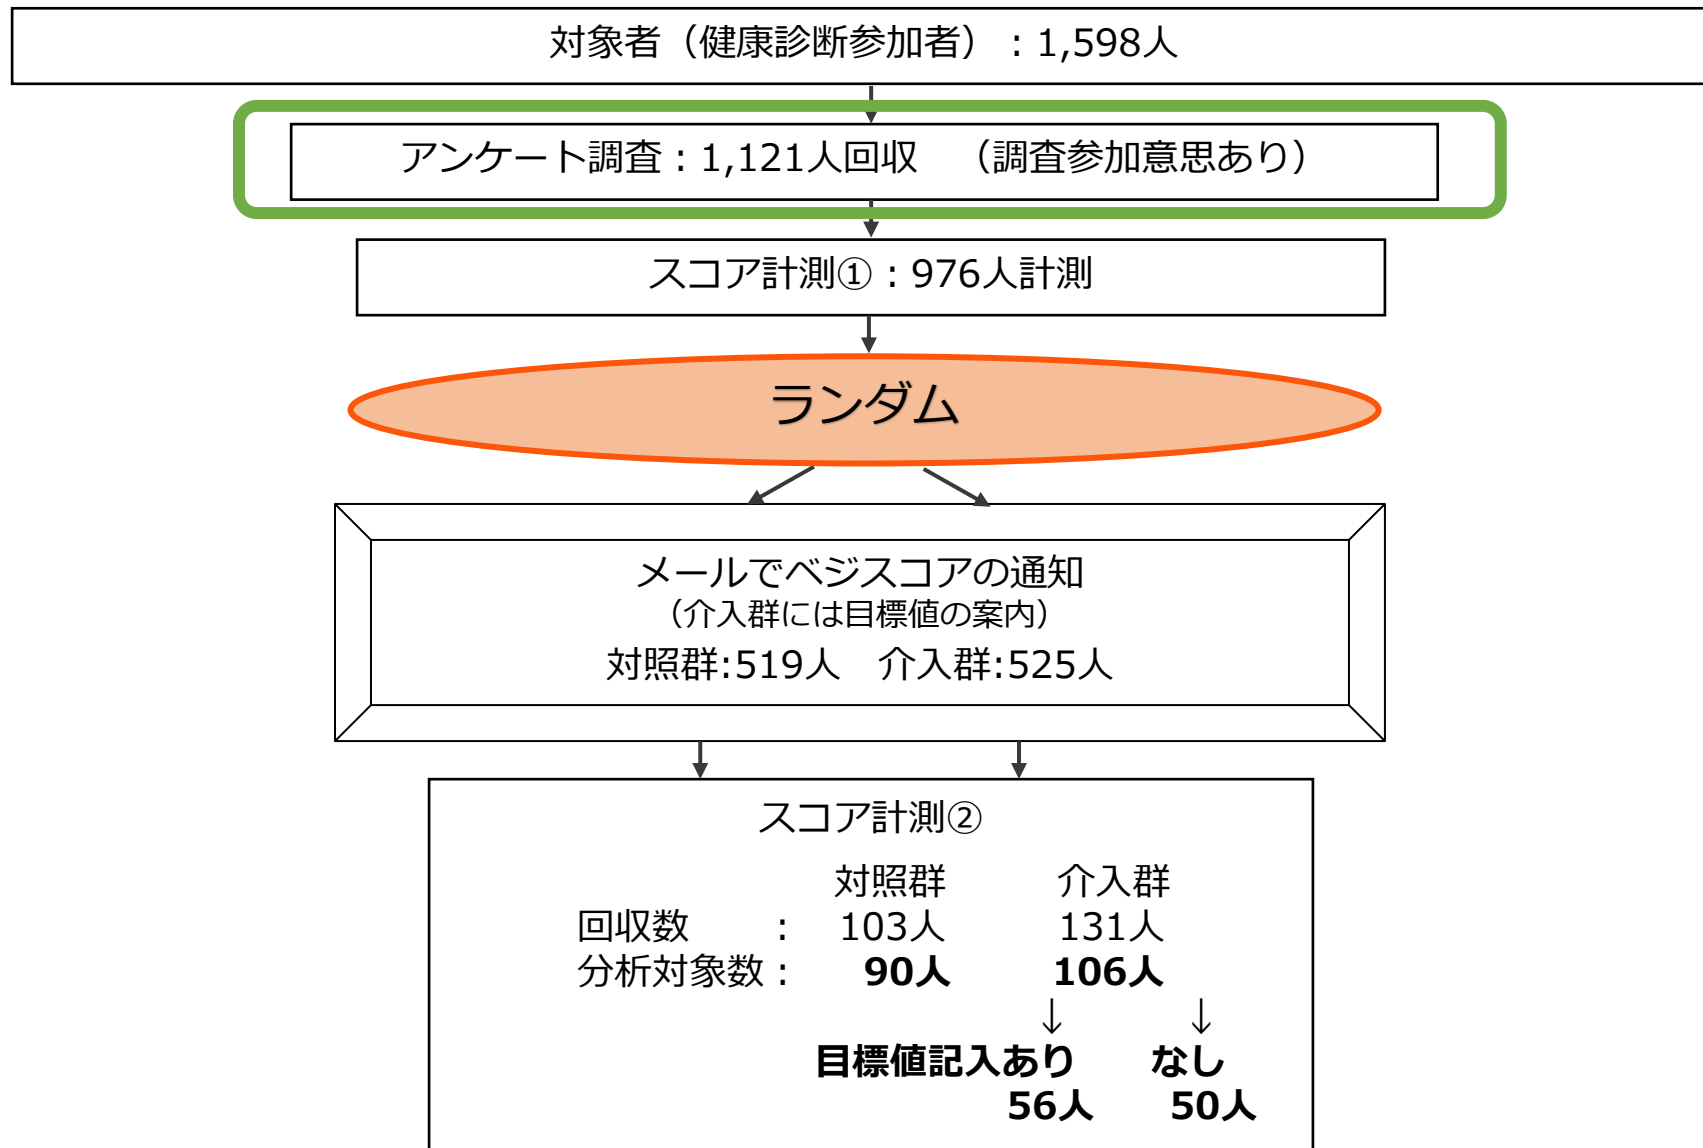 対象者（健康診断参加者）：1,598人
アンケート調査：1,121人回収　（調査参加意思あり）
スコア計測①：976人計測
ランダム
メールでベジスコアの通知
（介入群には目標値の案内）
対照群:519人　介入群:525人
スコア計測②
対照群　介入群
回収数　：　103人　131人
分析対象数：　90人　106人
↓　↓
目標値記入あり　なし
56人　50人